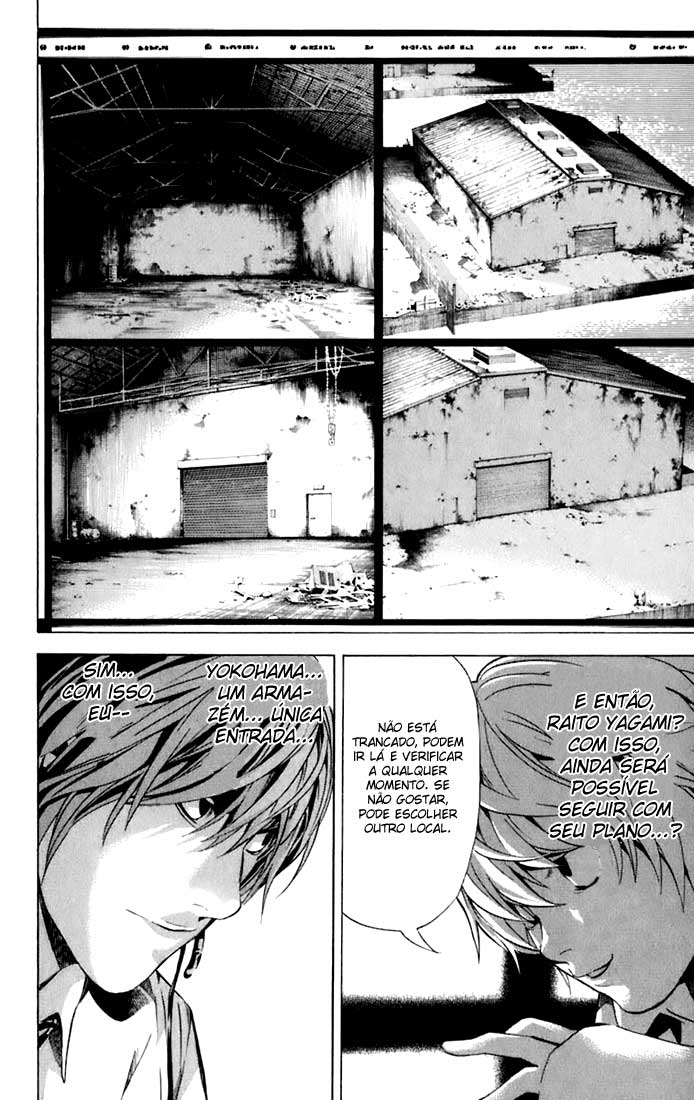 E ENTÃO,
RAITO YAGAMI?
COM ISSO,
AINDA SERÁ
POSSÍVEL
SEGUIR COM
SEU PLANO...?
NÃO ESTÁ
TRANCADO, PODEM
IR LÁ E VERIFICAR
A QUALQUER
MOMENTO. SE
NÃO GOSTAR,
PODE ESCOLHER
OUTRO LOCAL.
YOKOHAMA...
UM ARMA-
ZÉM... ÚNICA
ENTRADA...
SIM...
COM ISSO,
EU--